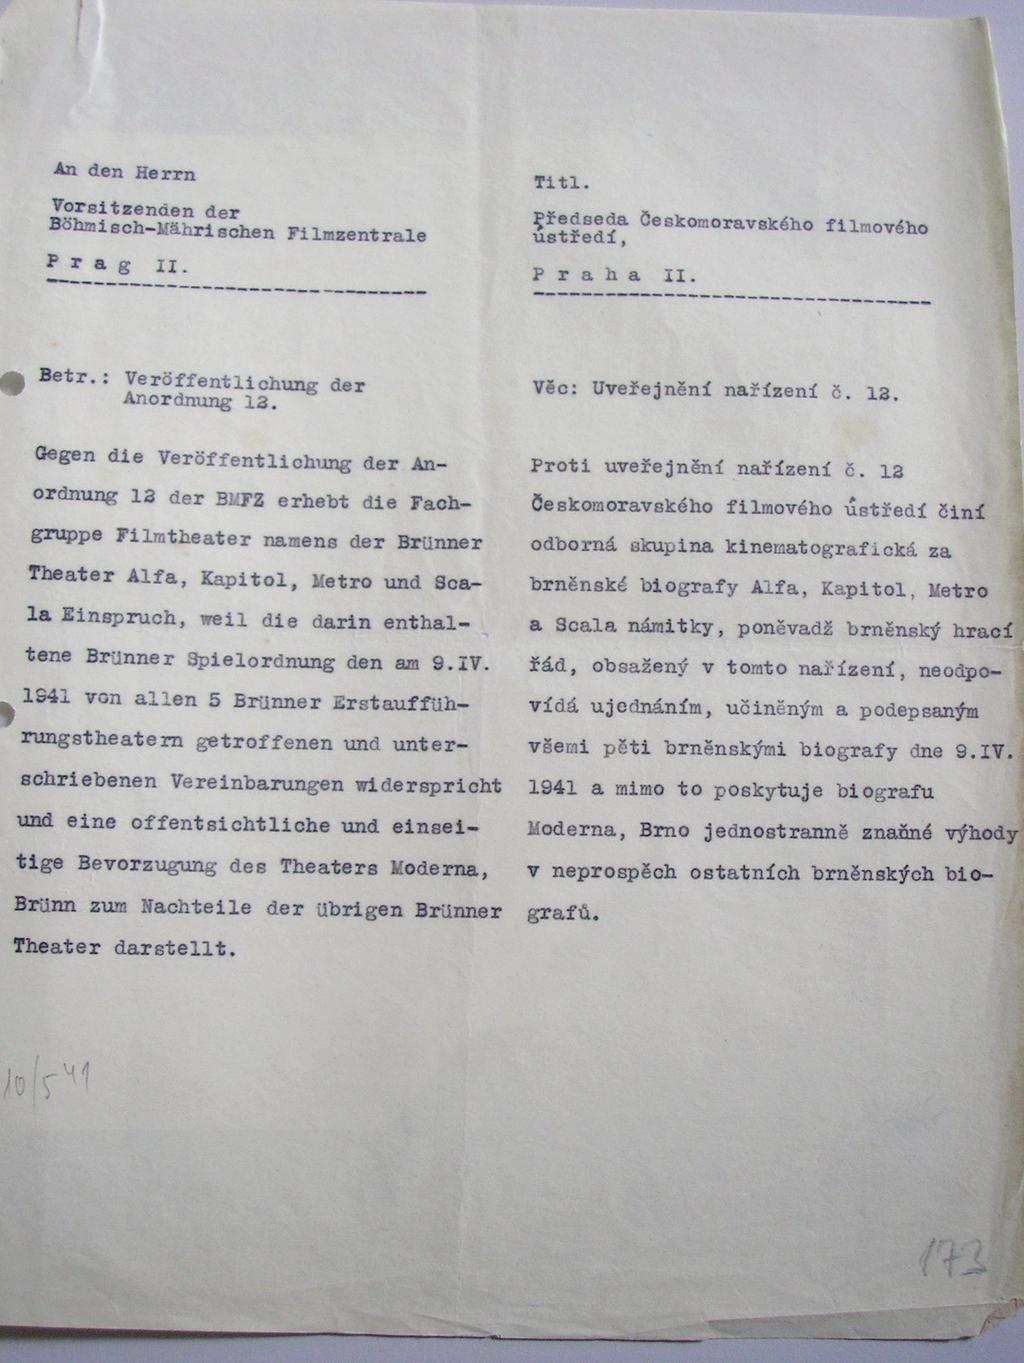 An den Herrn
Vorsitzenden der
Böhmisch-Mährischen Filmzentrale
P r a g II.
Betr.: Veröffentlichung der
Anordnung 12.
Gegen die Veröffentlichung der An-
ordnung 12 der BMFZ erhebt die Fach-
gruppe Filmtheater namens der Brünner
Theater Alfa, Kapitol, Metro und Sca-
la Einspruch, weil die darin enthal-
tene Brünner Spielordnung den am 9.IV.
1941 von allen 5 Brünner Erstauffüh-
rungstheatern getroffenen und unter-
schriebenen Vereinbarungen widerspricht
und eine offentsichtliche und einsei-
tige Bevorzugung des Theaters Moderna,
Brünn zum Nachteile der übrigen Brünner
Theater darstellt.
10/5 41
Titl.
Předseda Českomoravského filmového
ústředí,
P r a h a II.
Věc: Uveřejnění nařízení č. 12.
Proti uveřejnění nařízení č. 12
Českomoravského filmového ústředí činí
odborná skupina kinematografická za
brněnské biografy Alfa, Kapitol, Metro
a Scala námitky, poněvadž brněnský hrací
řád, obsažený v tomto nařízení, neodpo-
vídá ujednáním, učiněným a podepsaným
všemi pěti brněnskými biografy dne 9.IV.
1941 a mimo to poskytuje biografu
Moderna, Brno jednostranně znaňné výhody
v neprospěch ostatních brněnských bio-
grafů.
173